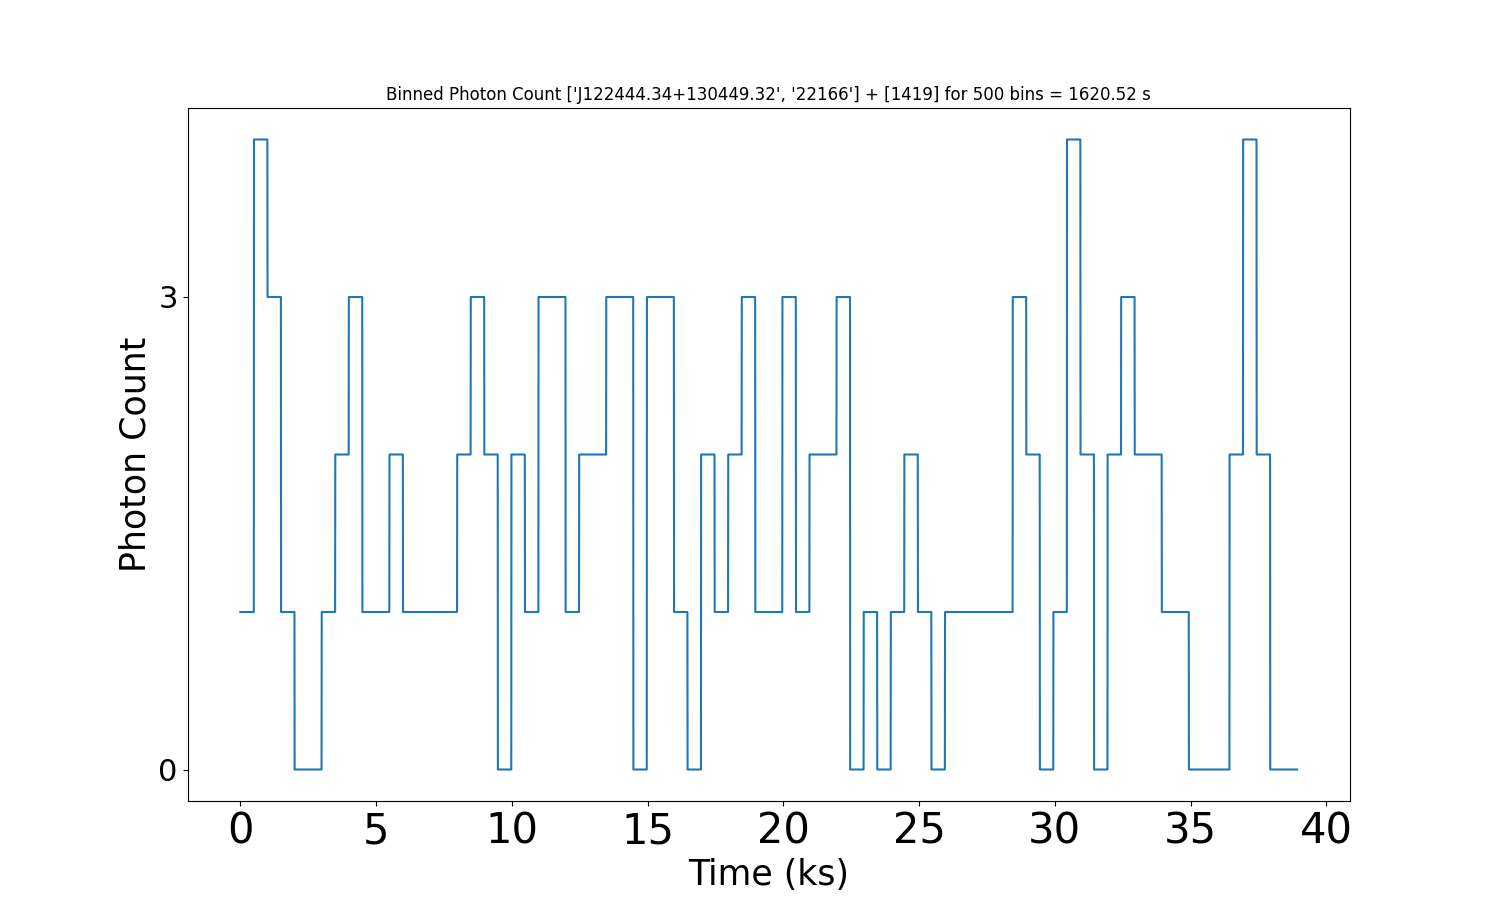 Binned Photon Count ['J122444.34+130449.32', '22166'] + [1419] for 500 bins = 1620.52 s
3
0
Photon Count
0 5 10 15 20 25 30 35 40
Time (ks)